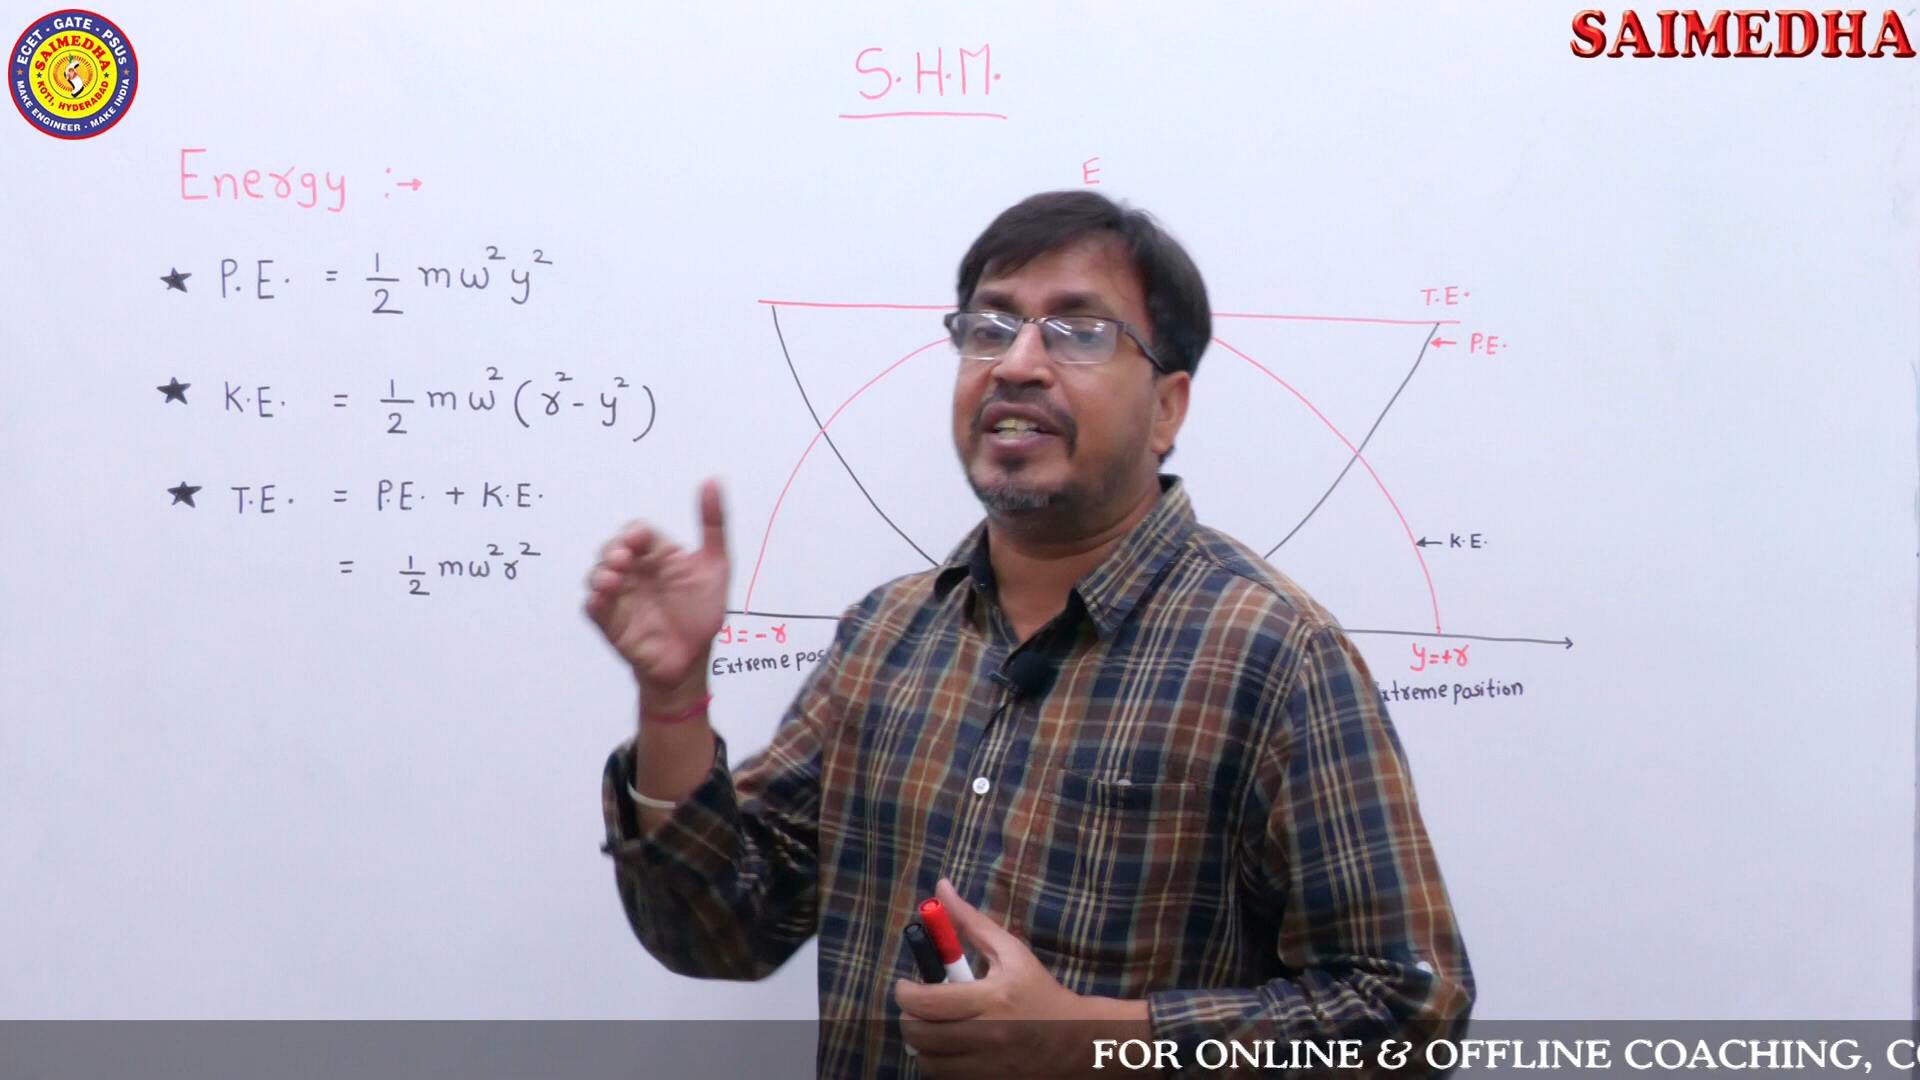 ECET - GATE - PSUS
SAIMEDHA
KOTI, HYDERABAD
MAKE ENGINEER - MAKE INDIA
SAIMEDHA
S.H.M.
Energy :→
★ P.E. = 1/2 mω²y²
★ K.E. = 1/2 mω²(r²-y²)
★ T.E. = P.E. + K.E.
= 1/2 mω²r²
E
T.E.
← P.E.
← K.E.
y=-r
Extreme
y=+r
position
FOR ONLINE & OFFLINE COACHING,